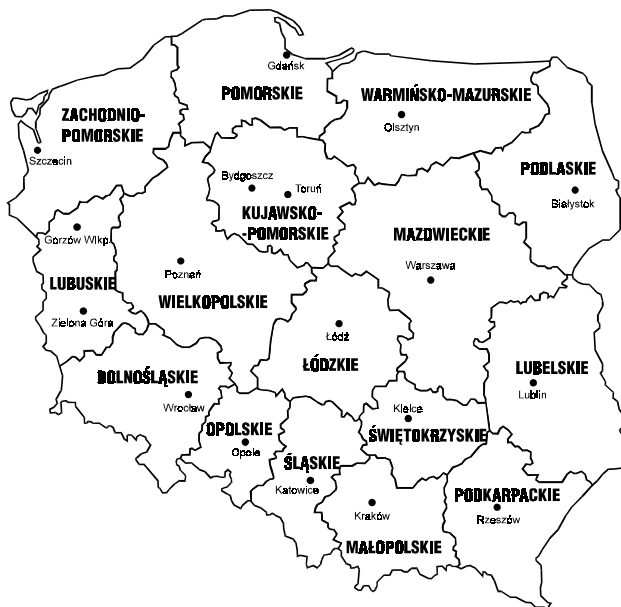 Gdańsk
POMORSKIE
WARMIŃSKO-MAZURSKIE
Olsztyn
ZACHODNIO-
POMORSKIE
Szczecin
PODLASKIE
Białystok
Bydgoszcz
Toruń
KUJAWSKO-
-POMORSKIE
Gorzów Wlkp.
LUBUSKIE
Zielona Góra
Poznań
WIELKOPOLSKIE
MAZDWIECKIE
Warszawa
Łódź
ŁÓDZKIE
LUBELSKIE
Lublin
DOLNOŚLĄSKIE
Wrocław
OPOLSKIE
Opole
Kielce
ŚWIĘTOKRZYSKIE
ŚLĄSKIE
Katowice
Kraków
MAŁOPOLSKIE
PODKARPACKIE
Rzeszów